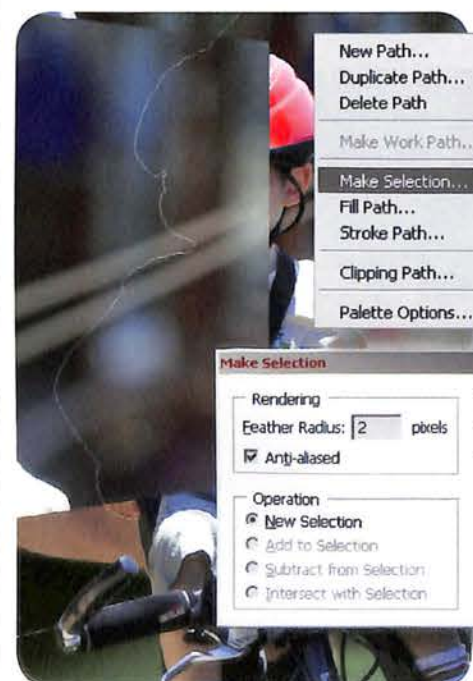 New Path...
Duplicate Path...
Delete Path
Make Work Path...
Make Selection...
Fill Path...
Stroke Path...
Clipping Path...
Palette Options...
Make Selection
Rendering
Feather Radius: 2 pixels
Anti-aliased
Operation
New Selection
Add to Selection
Subtract from Selection
Intersect with Selection